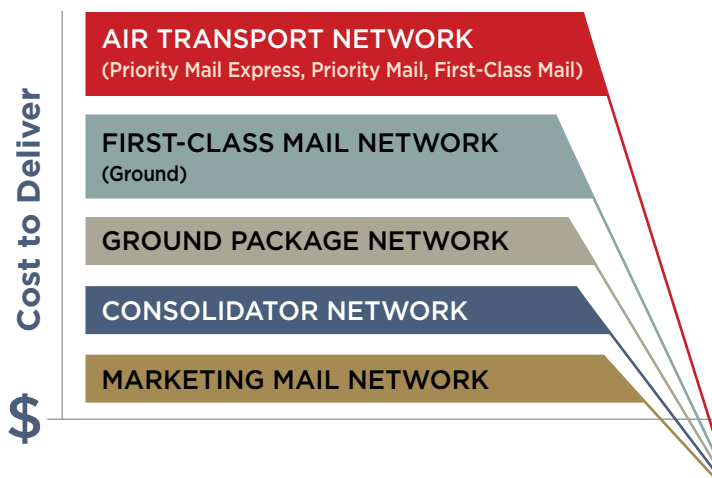 AIR TRANSPORT NETWORK
(Priority Mail Express, Priority Mail, First-Class Mail)
FIRST-CLASS MAIL NETWORK
(Ground)
GROUND PACKAGE NETWORK
CONSOLIDATOR NETWORK
MARKETING MAIL NETWORK
Cost to Deliver
$